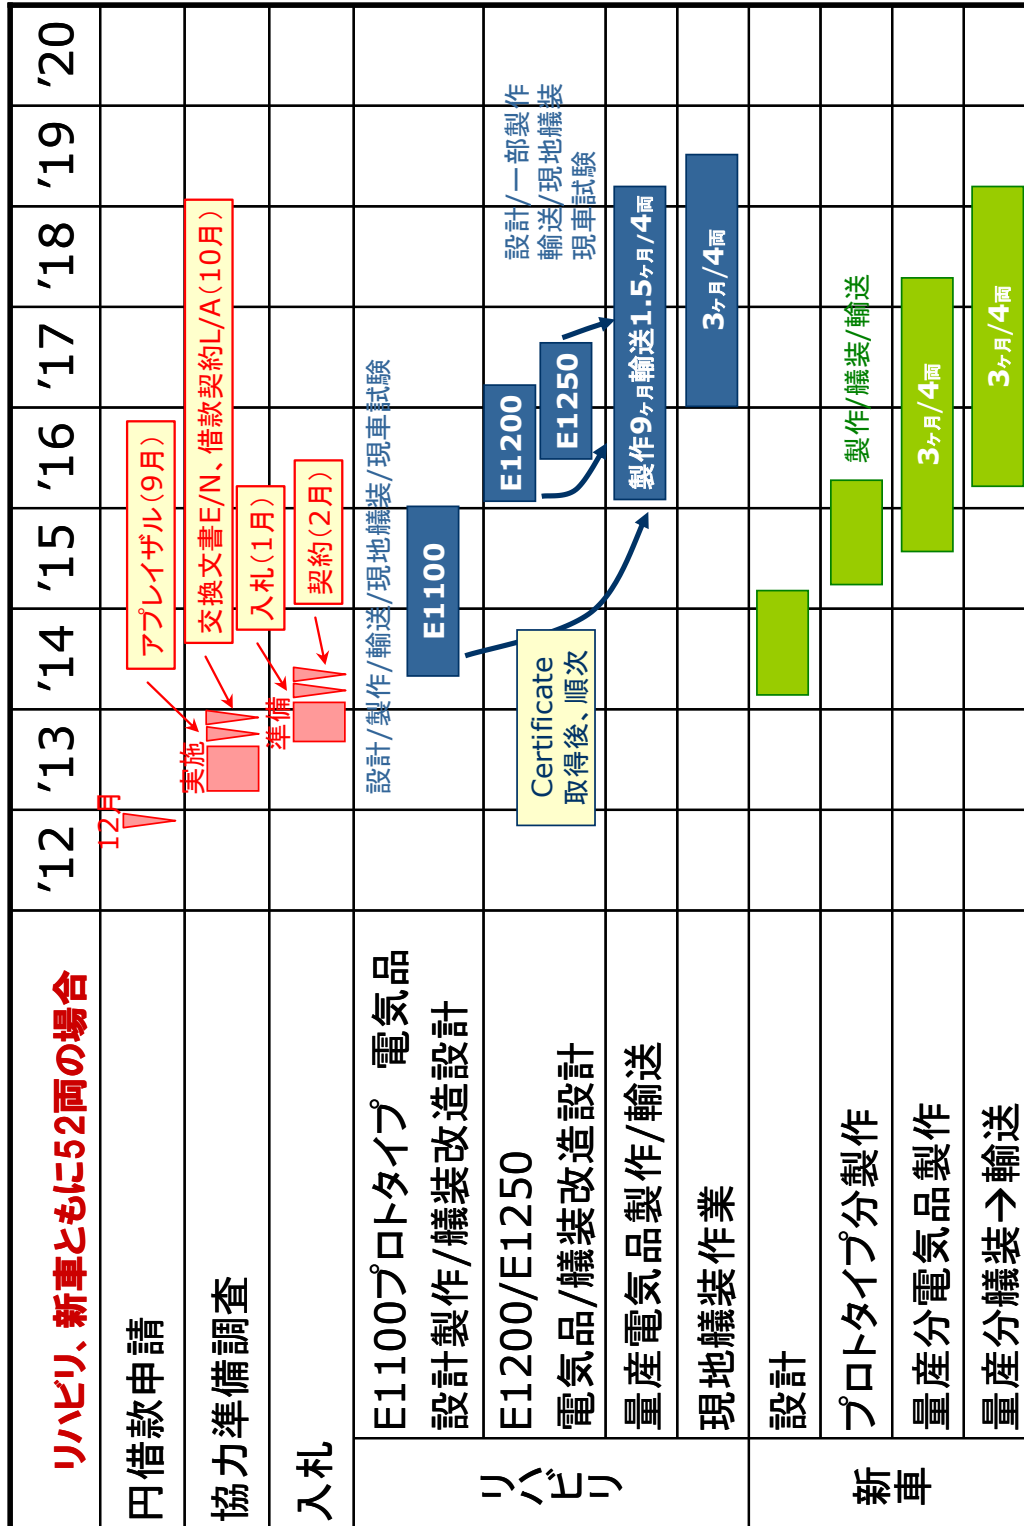 リハビリ、新車ともに52両の場合
'12
'13
'14
'15
'16
'17
'18
'19
'20
円借款申請
12月
アプレイザル(9月)
協力準備調査
実施
交換文書E/N、借款契約L/A(10月)
入札
準備
入札(1月)
契約(2月)
リハビリ
E1100プロトタイプ 電気品
設計製作/艤装改造設計
設計/製作/輸送/現地艤装/現車試験
E1100
E1200/E1250
電気品/艤装改造設計
E1200
E1250
設計/一部製作
輸送/現地艤装
現車試験
Certificate
取得後、順次
量産電気品製作/輸送
製作9ヶ月輸送1.5ヶ月/4両
現地艤装作業
3ヶ月/4両
新車
設計
プロトタイプ分製作
製作/艤装/輸送
量産分電気品製作
3ヶ月/4両
量産分艤装→輸送
3ヶ月/4両